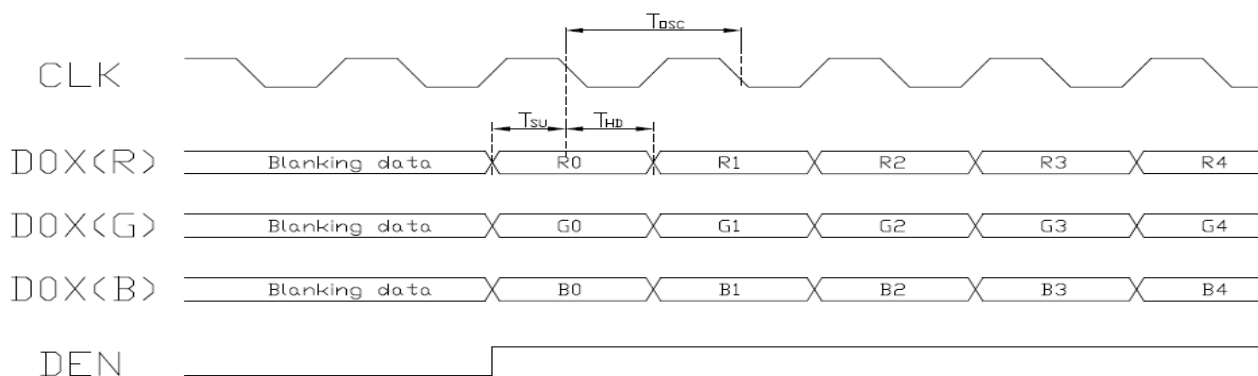 Tosc
CLK
TSU THD
DOX(R) Blanking data R0 R1 R2 R3 R4
DOX(G) Blanking data G0 G1 G2 G3 G4
DOX(B) Blanking data B0 B1 B2 B3 B4
DEN